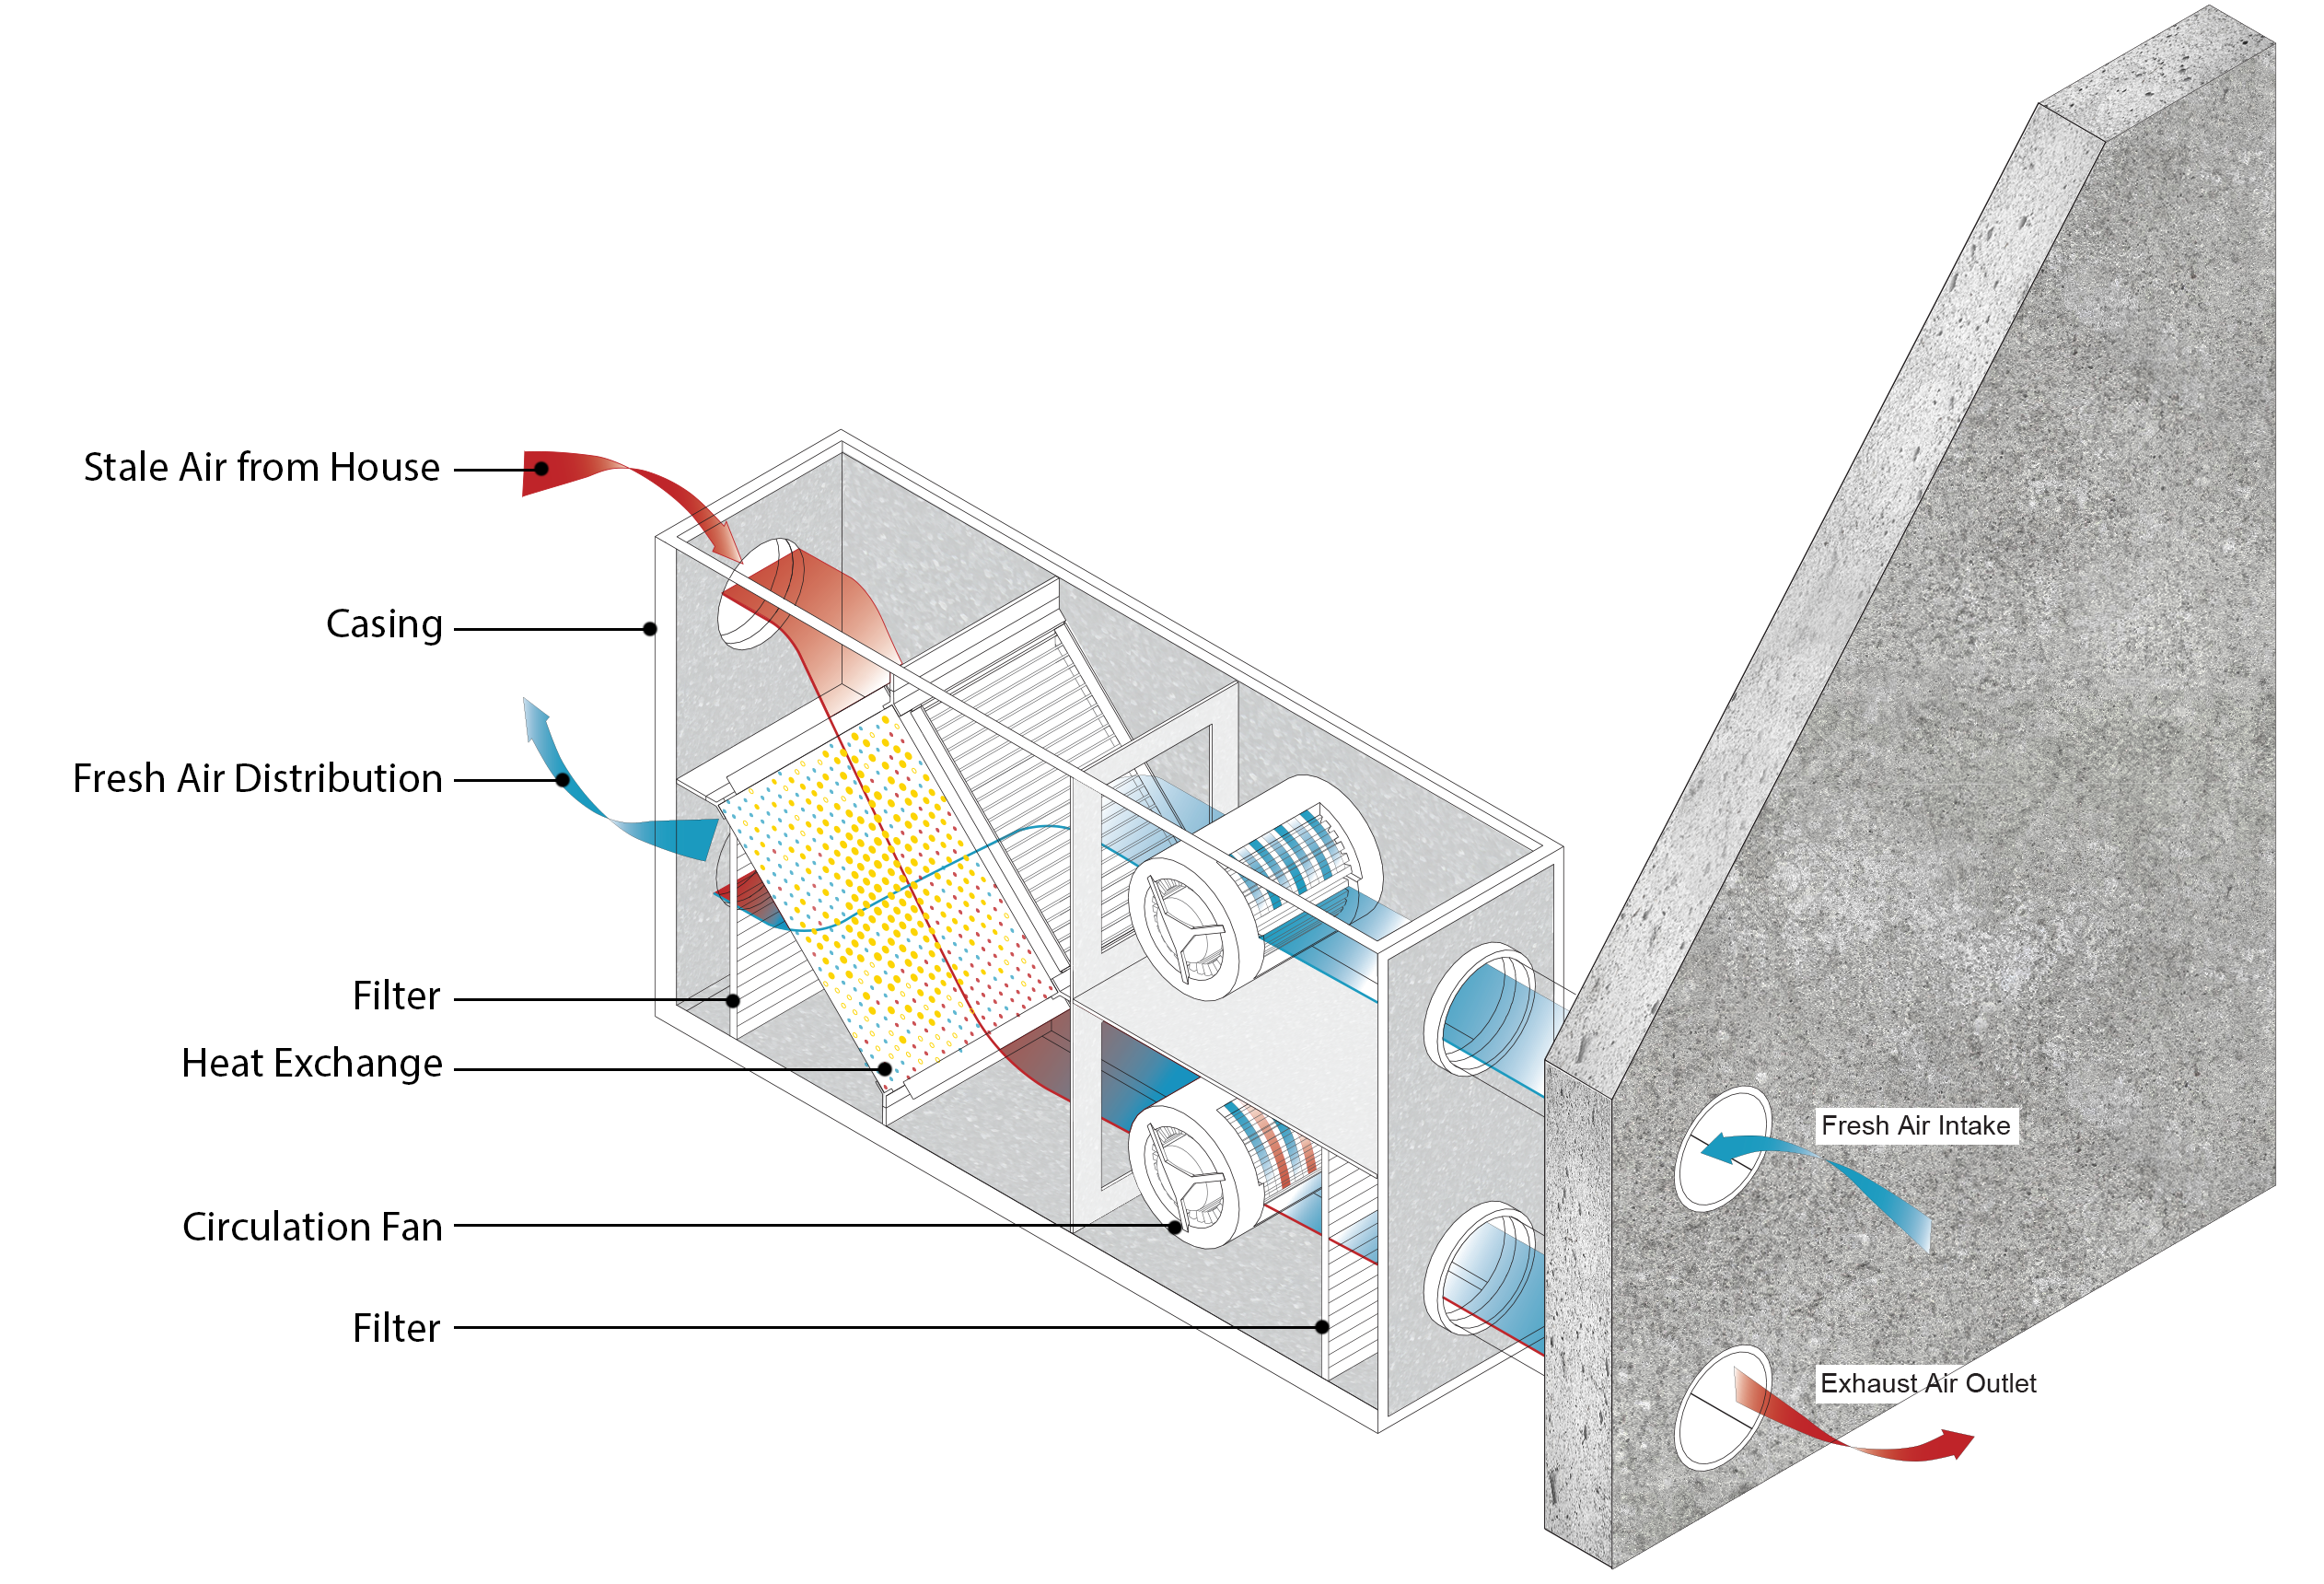 Stale Air from House
Casing
Fresh Air Distribution
Filter
Heat Exchange
Circulation Fan
Filter
Fresh Air Intake
Exhaust Air Outlet